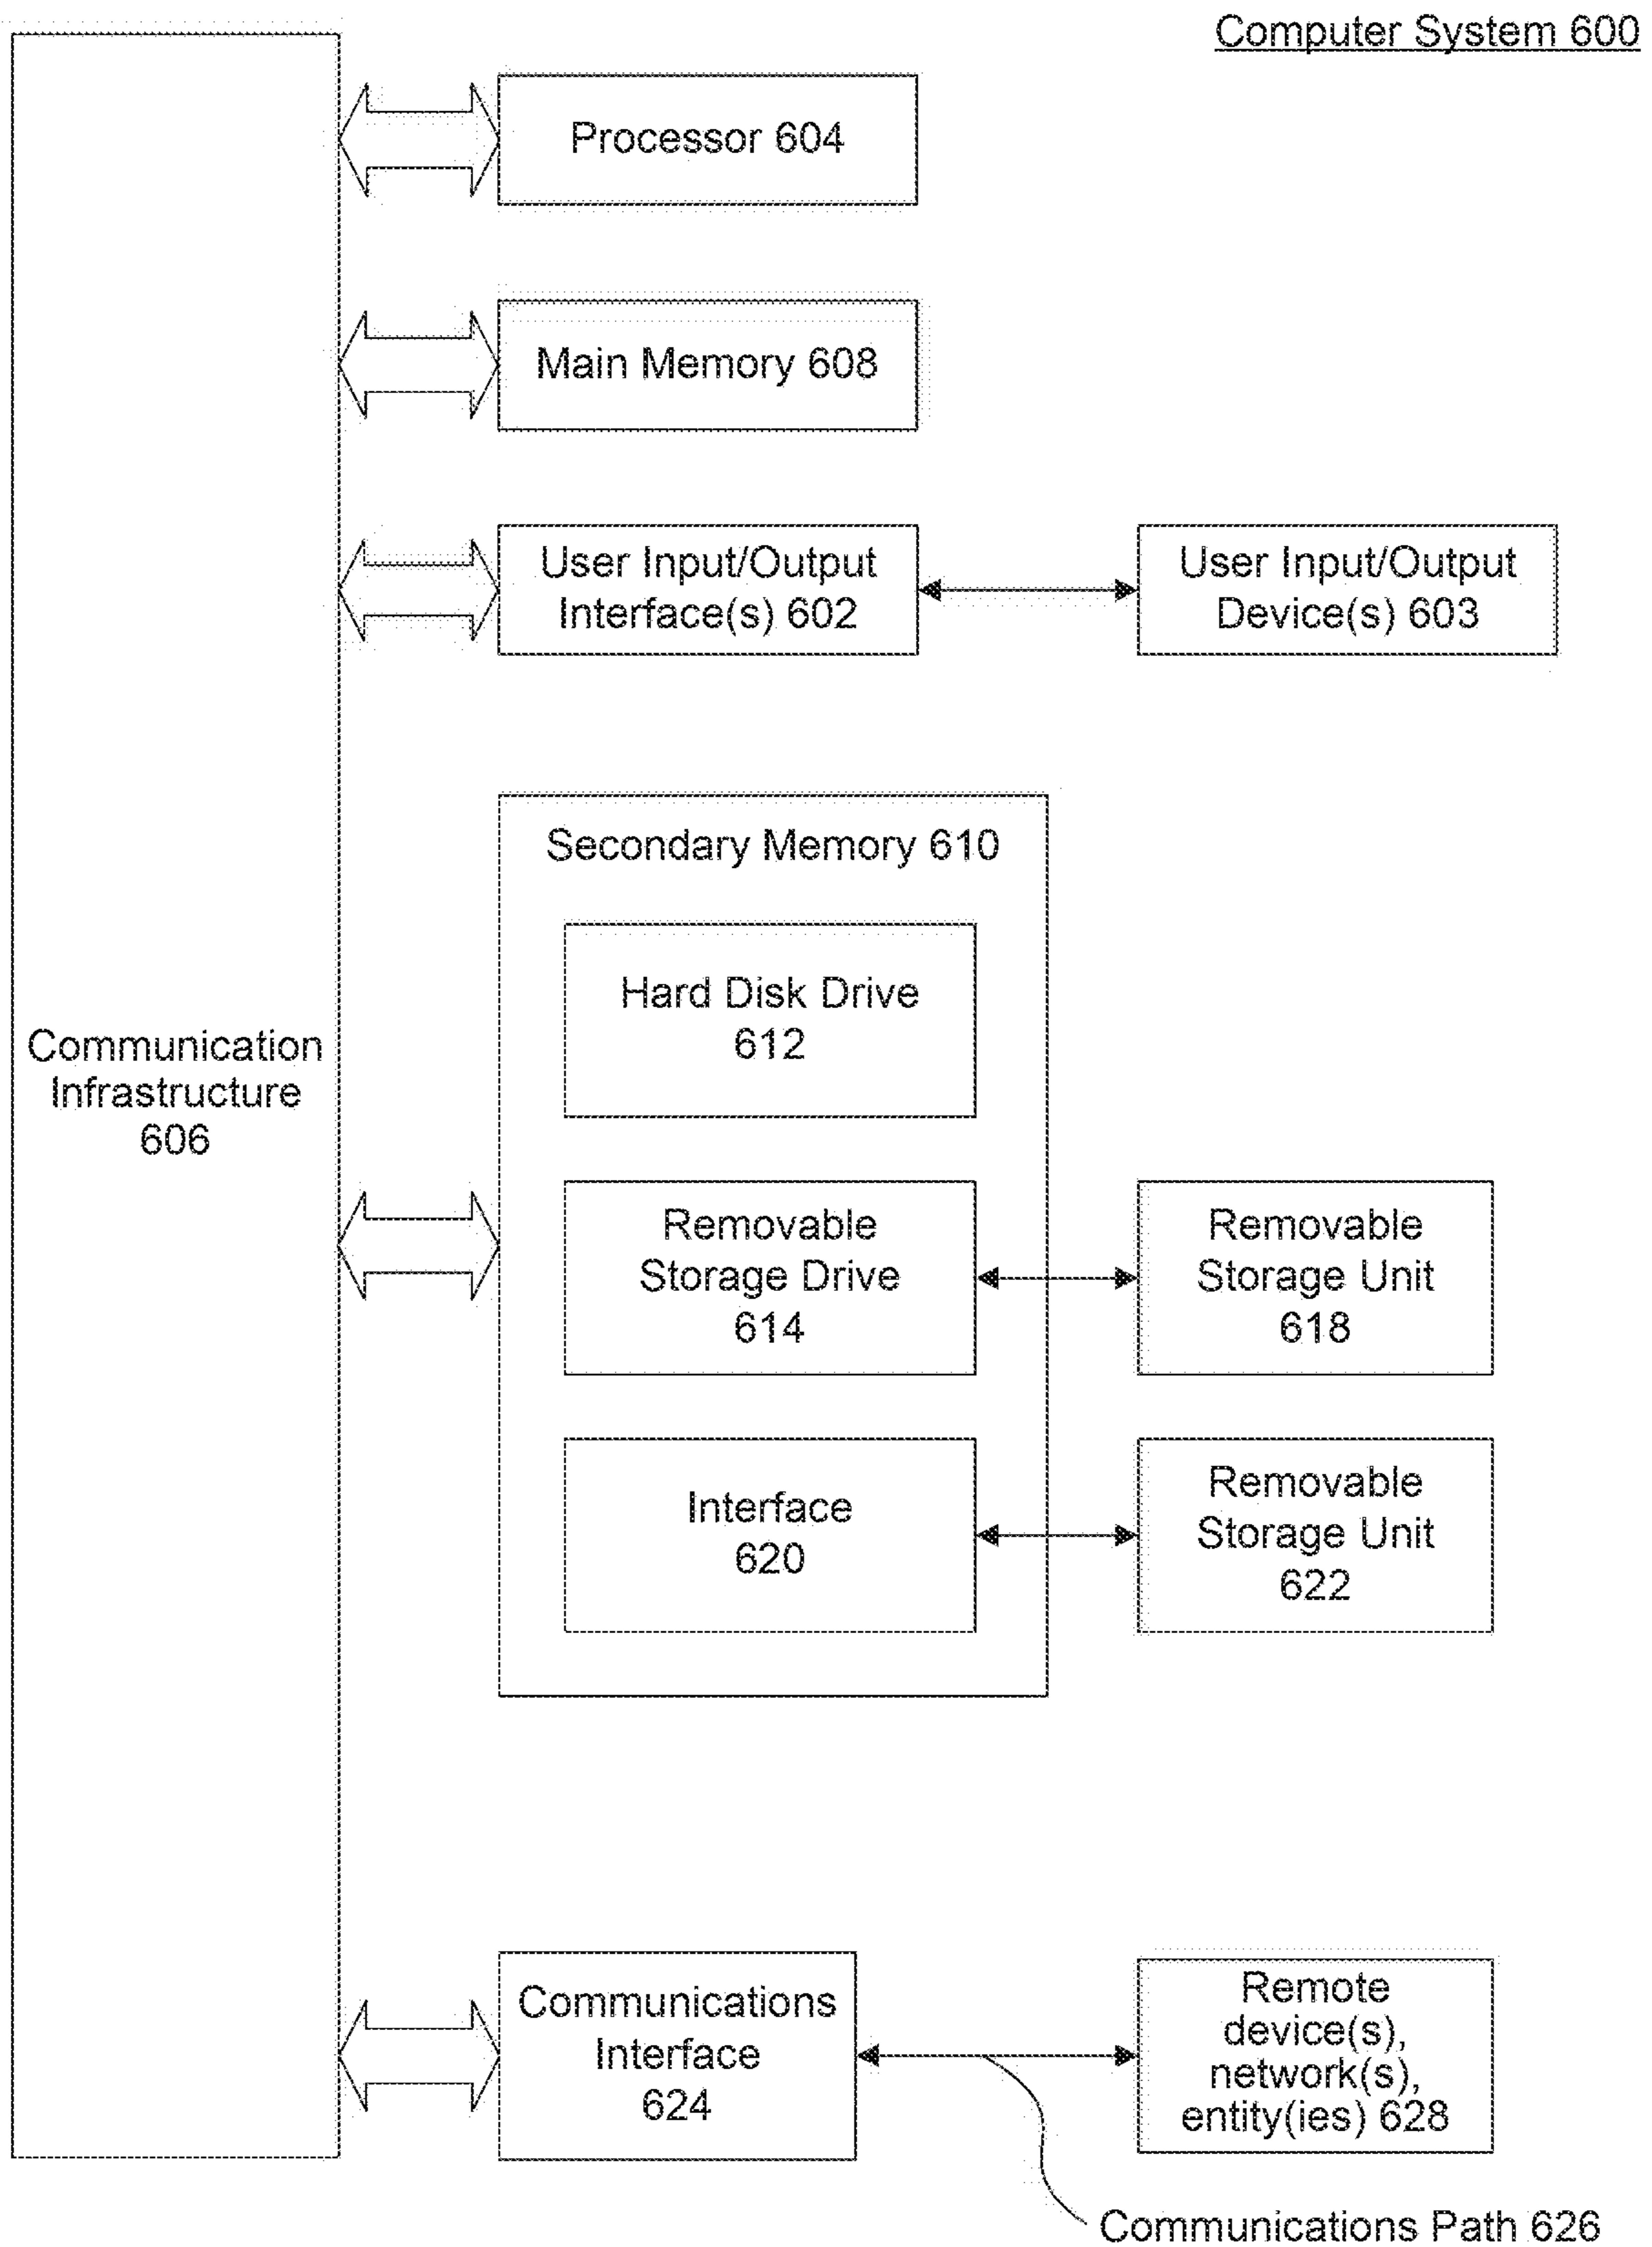 Computer System 600
Processor 604
Main Memory 608
User Input/Output
Interface(s) 602
User Input/Output
Device(s) 603
Secondary Memory 610
Hard Disk Drive
612
Communication
Infrastructure
606
Removable
Storage Drive
614
Removable
Storage Unit
618
Interface
620
Removable
Storage Unit
622
Communications
Interface
624
Remote
device(s),
network(s),
entity(ies) 628
Communications Path 626